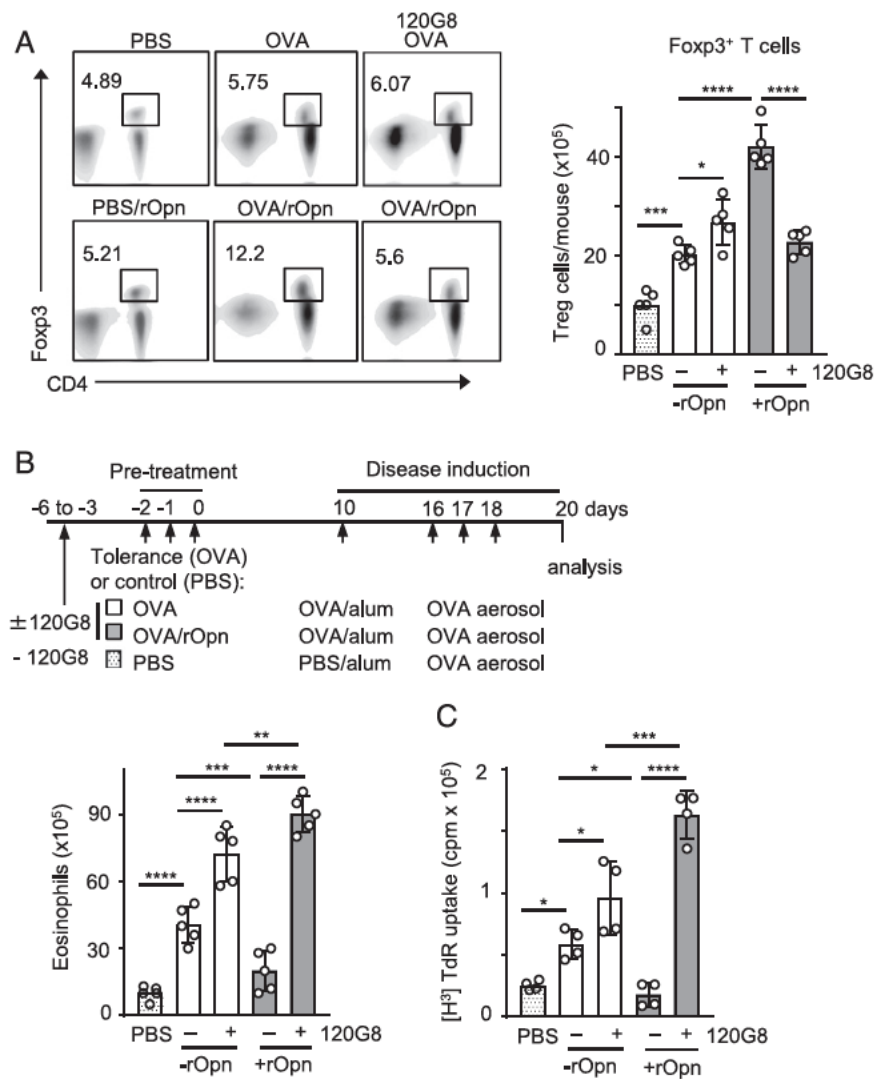 A
PBS
OVA
120G8
OVA
4.89
5.75
6.07
PBS/rOpn
OVA/rOpn
OVA/rOpn
5.21
12.2
5.6
Foxp3
CD4
Foxp3⁺ T cells
Treg cells/mouse (x10⁵)
40
20
0
***
*
****
****
PBS
–
+
–
+
120G8
-rOpn
+rOpn
B
Pre-treatment
Disease induction
-6 to -3
-2
-1
0
10
16
17
18
20 days
Tolerance (OVA)
or control (PBS):
analysis
±120G8
OVA
OVA/alum
OVA aerosol
OVA/rOpn
OVA/alum
OVA aerosol
- 120G8
PBS
PBS/alum
OVA aerosol
Eosinophils (x10⁵)
90
60
30
0
****
****
***
**
****
PBS
–
+
–
+
-rOpn
+rOpn
C
[H³] TdR uptake (cpm x 10⁵)
2
1
0
*
*
*
***
****
PBS
–
+
–
+
120G8
-rOpn
+rOpn